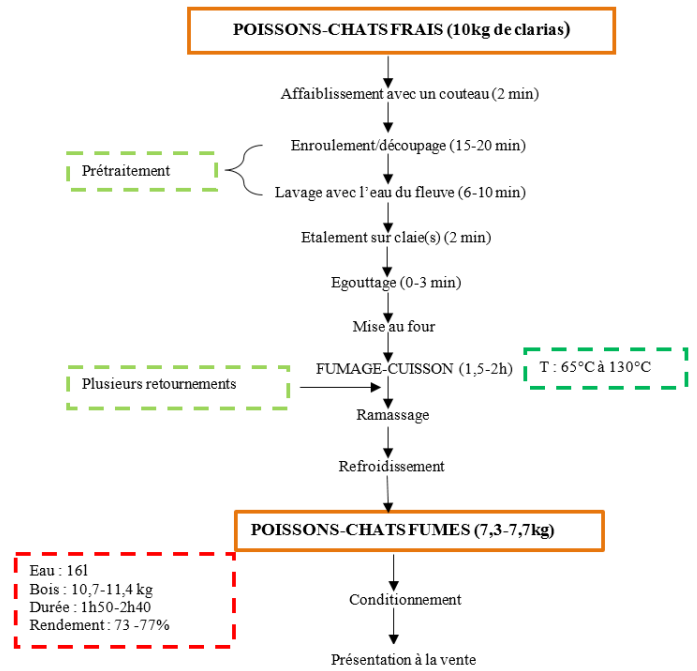 POISSONS-CHATS FRAIS (10kg de clarias)
Affaiblissement avec un couteau (2 min)
Enroulement/découpage (15-20 min)
Prétraitement
Lavage avec l'eau du fleuve (6-10 min)
Etalement sur claie(s) (2 min)
Egouttage (0-3 min)
Mise au four
FUMAGE-CUISSON (1,5-2h)
T : 65°C à 130°C
Plusieurs retournements
Ramassage
Refroidissement
POISSONS-CHATS FUMES (7,3-7,7kg)
Eau : 16l
Bois : 10,7-11,4 kg
Durée : 1h50-2h40
Rendement : 73 -77%
Conditionnement
Présentation à la vente